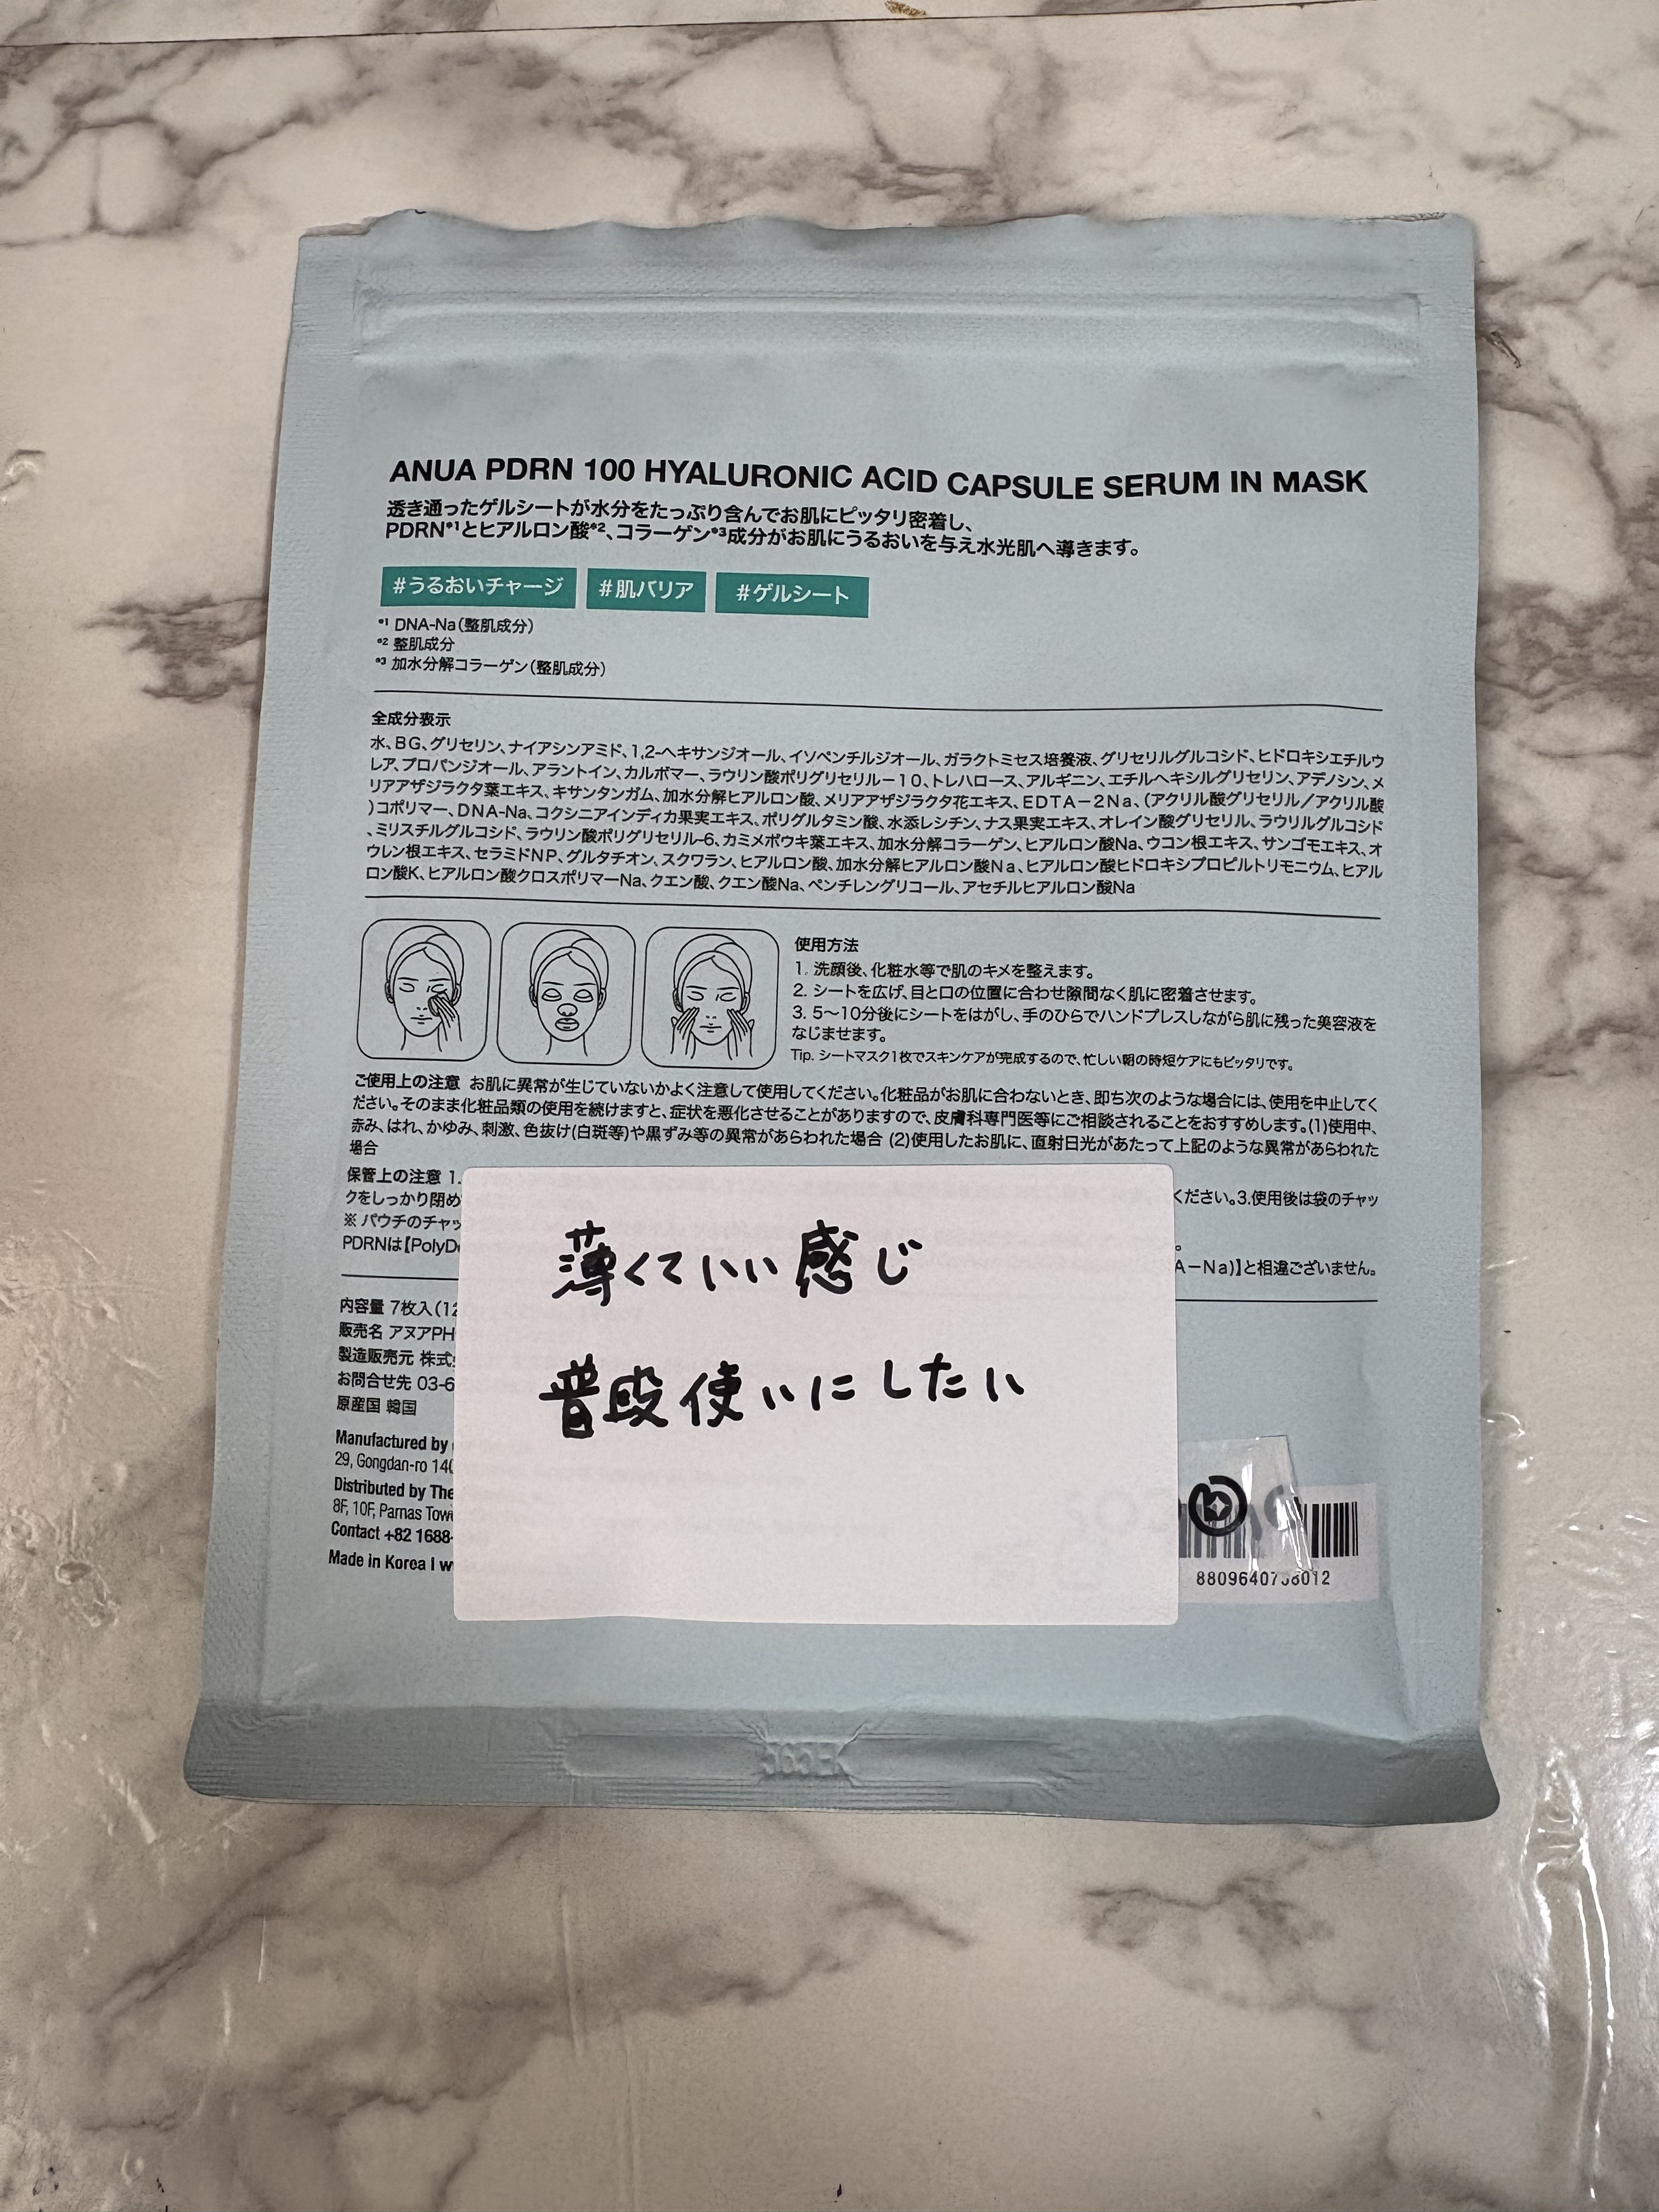 ANUA PDRN 100 HYALURONIC ACID CAPSULE SERUM IN MASK
透き通ったゲルシートが水分をたっぷり含んでお肌にピッタリ密着し、
PDRN*1とヒアルロン酸*2、コラーゲン*3成分がお肌にうるおいを与え水光肌へ導きます。
#うるおいチャージ #肌バリア #ゲルシート
*1 DNA-Na（整肌成分）
*2 整肌成分
*3 加水分解コラーゲン（整肌成分）
全成分表示
水、BG、グリセリン、ナイアシンアミド、1,2-ヘキサンジオール、イソペンチルジオール、ガラクトミセス培養液、グリセリルグルコシド、ヒドロキシエチルウ
レア、プロパンジオール、アラントイン、カルボマー、ラウリン酸ポリグリセリル－10、トレハロース、アルギニン、エチルヘキシルグリセリン、アデノシン、メ
リアアザジラクタ葉エキス、キサンタンガム、加水分解ヒアルロン酸、メリアアザジラクタ花エキス、EDTA－2Na、（アクリル酸グリセリル／アクリル酸
）コポリマー、DNA-Na、コクシニアインディカ果実エキス、ポリグルタミン酸、水添レシチン、ナス果実エキス、オレイン酸グリセリル、ラウリルグルコシド
、ミリスチルグルコシド、ラウリン酸ポリグリセリル-6、カミメボウキ葉エキス、加水分解コラーゲン、ヒアルロン酸Na、ウコン根エキス、サンゴモエキス、オ
ウレン根エキス、セラミドNP、グルタチオン、スクワラン、ヒアルロン酸、加水分解ヒアルロン酸Na、ヒアルロン酸ヒドロキシプロピルトリモニウム、ヒアル
ロン酸K、ヒアルロン酸クロスポリマーNa、クエン酸、クエン酸Na、ペンチレングリコール、アセチルヒアルロン酸Na
使用方法
1. 洗顔後、化粧水等で肌のキメを整えます。
2. シートを広げ、目と口の位置に合わせ隙間なく肌に密着させます。
3. 5～10分後にシートをはがし、手のひらでハンドプレスしながら肌に残った美容液を
なじませます。
Tip. シートマスク1枚でスキンケアが完成するので、忙しい朝の時短ケアにもピッタリです。
ご使用上の注意 お肌に異常が生じていないかよく注意して使用してください。化粧品がお肌に合わないとき、即ち次のような場合には、使用を中止してく
ださい。そのまま化粧品類の使用を続けますと、症状を悪化させることがありますので、皮膚科専門医等にご相談されることをおすすめします。(1)使用中、
赤み、はれ、かゆみ、刺激、色抜け(白斑等)や黒ずみ等の異常があらわれた場合 (2)使用したお肌に、直射日光があたって上記のような異常があらわれた
場合
保管上の注意 1. ください。3.使用後は袋のチャッ
クをしっかり閉め
※ パウチのチャッ 。
PDRNは【PolyD A－Na)】と相違ございません。
薄くていい感じ
普段使いにしたい
内容量 7枚入（12
販売名 アヌアPH
製造販売元 株式
お問合せ先 03-6
原産国 韓国
Manufactured by
29, Gongdan-ro 140
Distributed by The
8F, 10F, Parnas Tow
Contact +82 1688-
Made in Korea I w